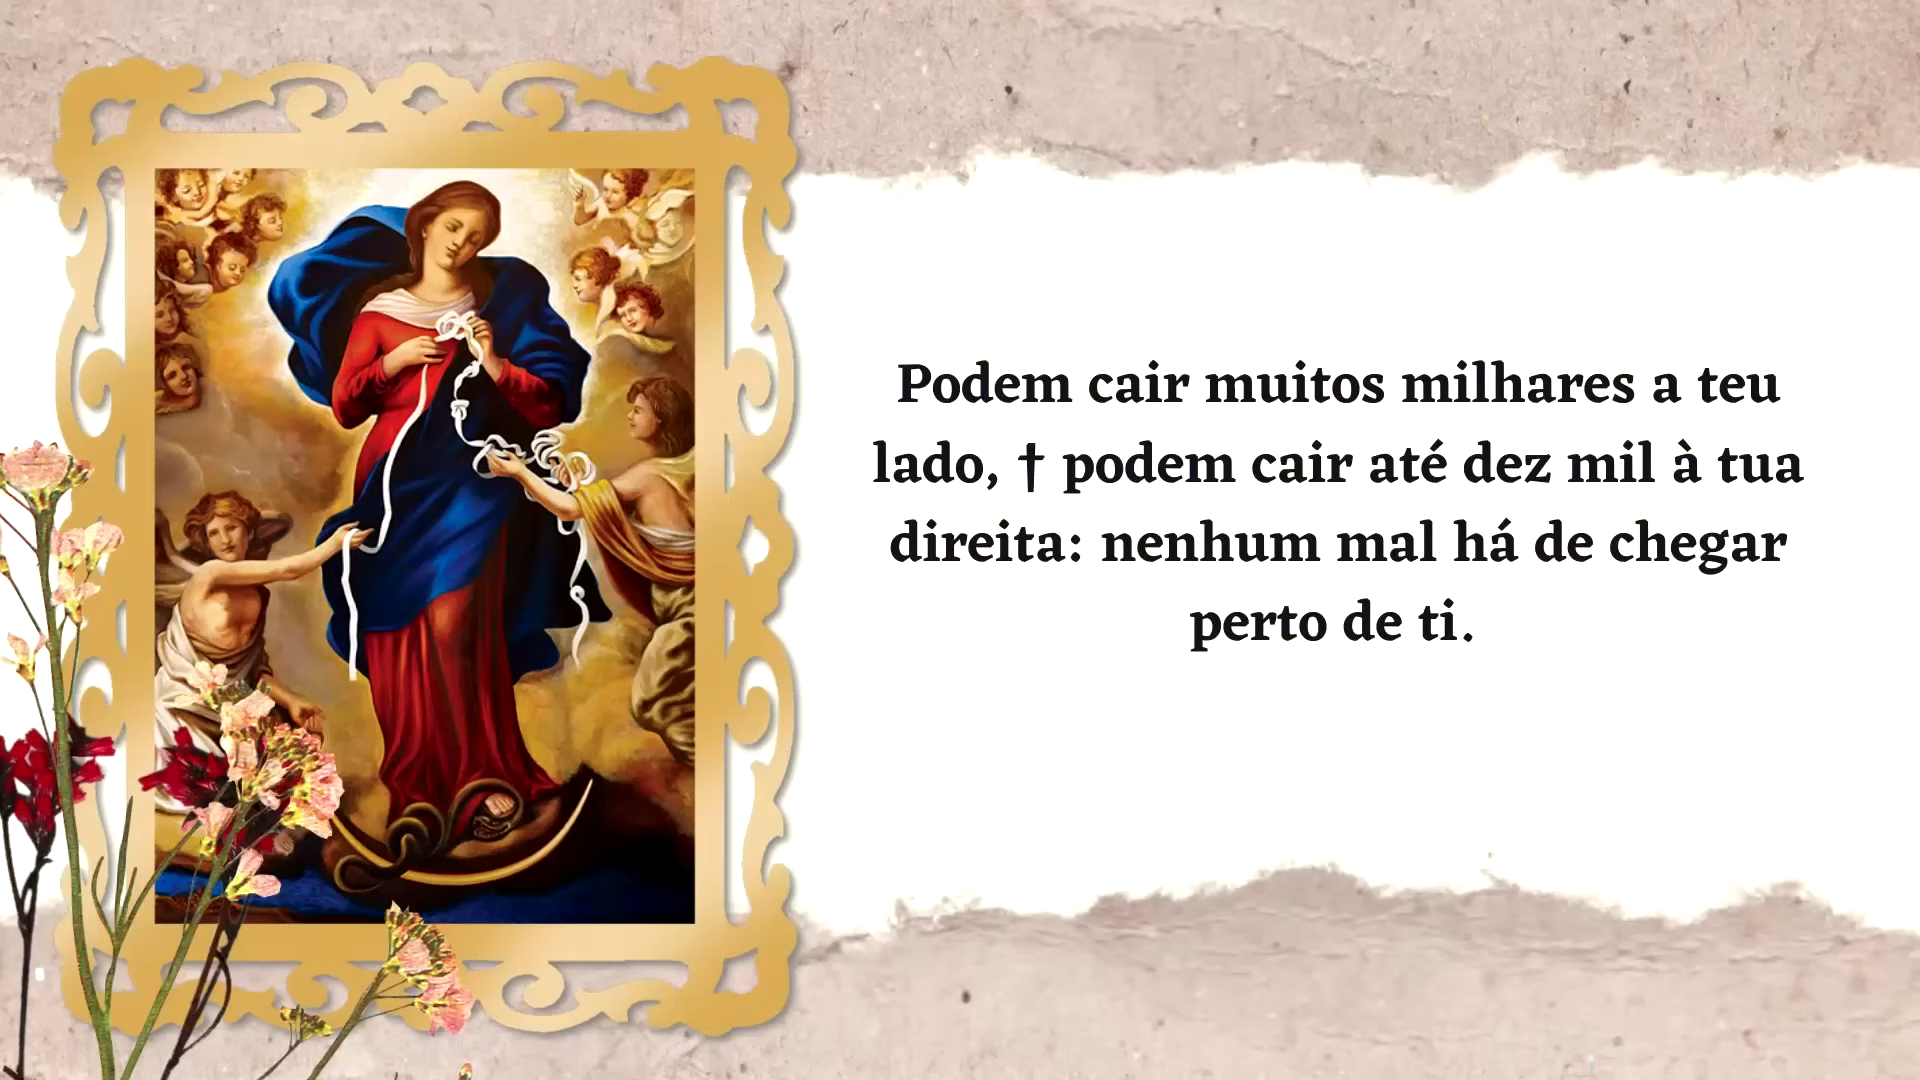 Podem cair muitos milhares a teu
lado, † podem cair até dez mil à tua
direita: nenhum mal há de chegar
perto de ti.